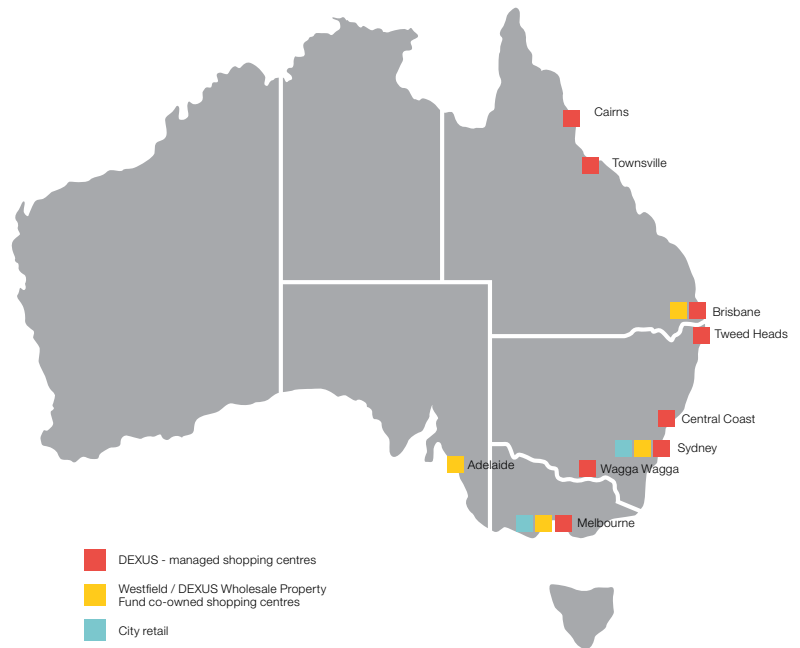 Cairns
Townsville
Brisbane
Tweed Heads
Central Coast
Sydney
Adelaide
Wagga Wagga
Melbourne
DEXUS - managed shopping centres
Westfield / DEXUS Wholesale Property
Fund co-owned shopping centres
City retail